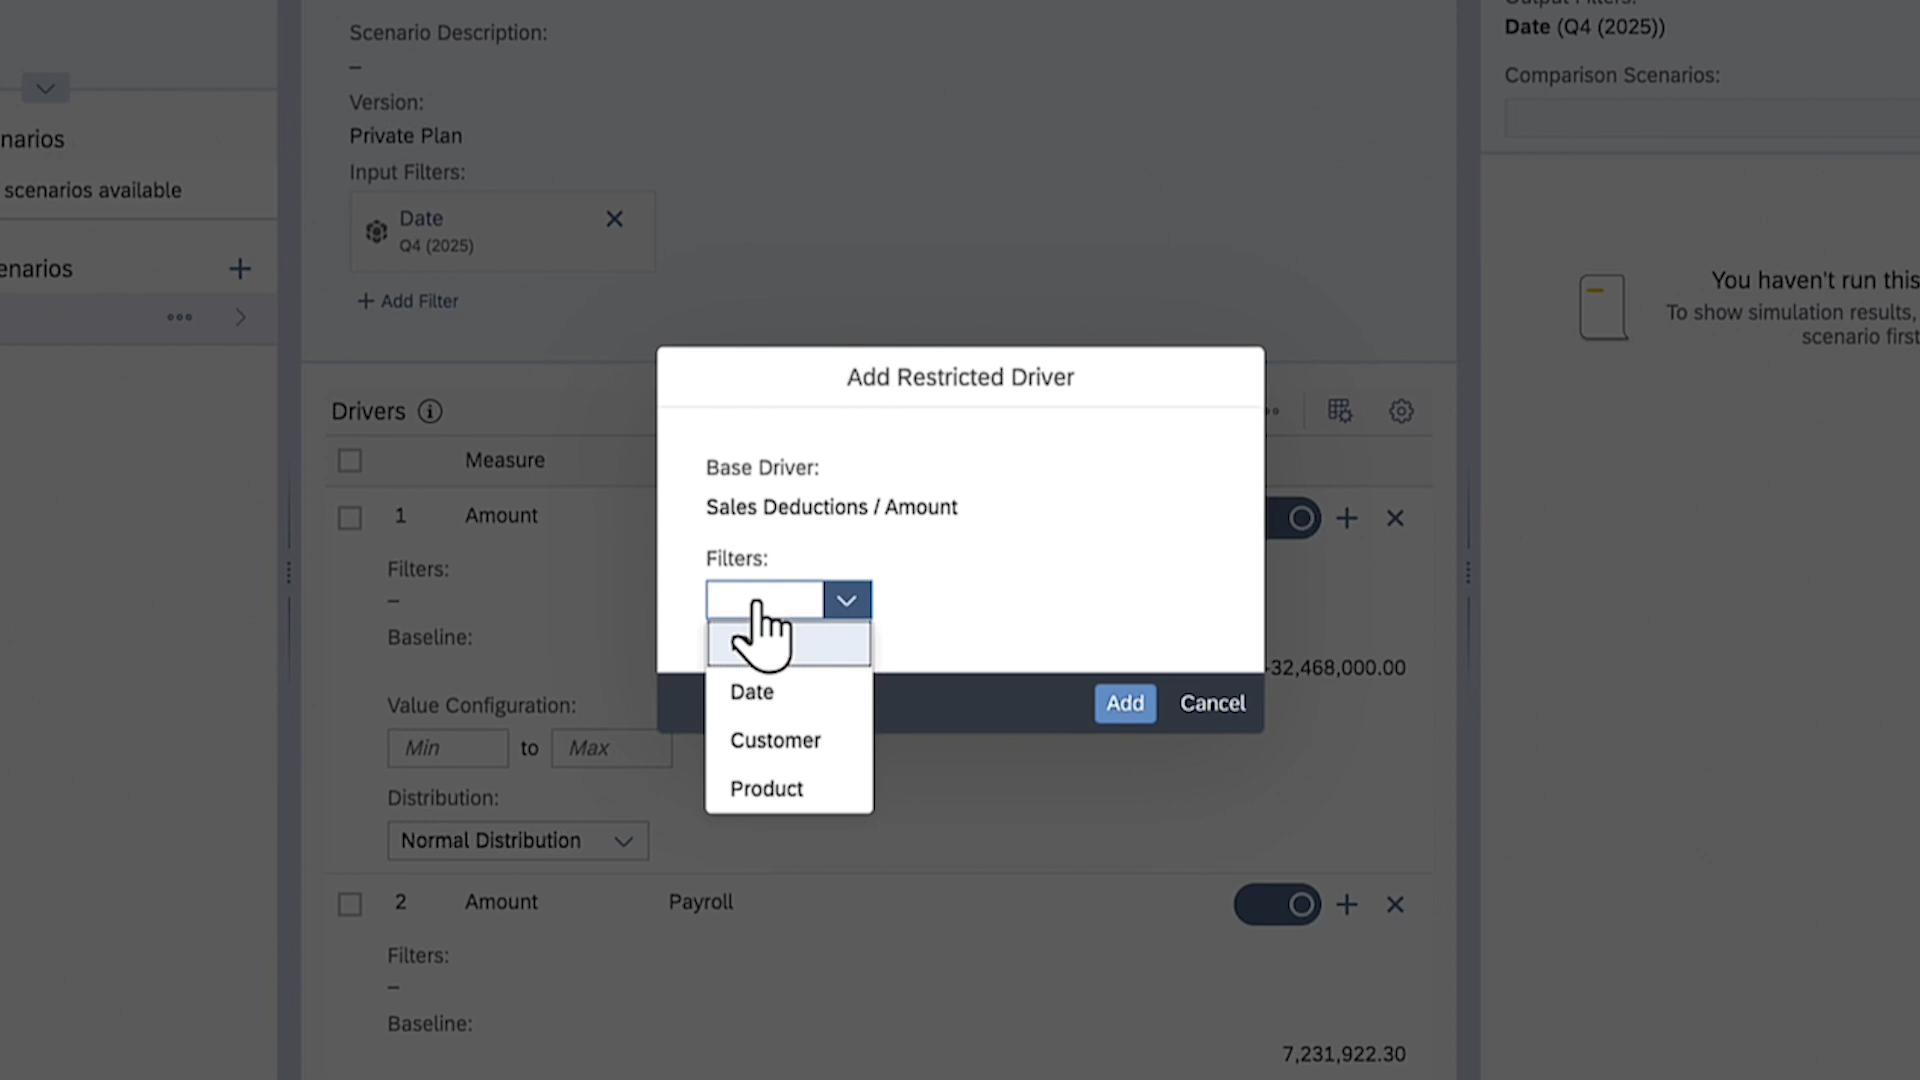 narios
scenarios available
enarios
Scenario Description:
–
Version:
Private Plan
Input Filters:
Date
Q4 (2025)
+ Add Filter
Drivers
Measure
1 Amount
Filters:
–
Baseline:
-32,468,000.00
Value Configuration:
Min to Max
Distribution:
Normal Distribution
2 Amount Payroll
Filters:
–
Baseline:
7,231,922.30
Add Restricted Driver
Base Driver:
Sales Deductions / Amount
Filters:
Date
Customer
Product
Add Cancel
Output Filters:
Date (Q4 (2025))
Comparison Scenarios:
You haven't run this
To show simulation results,
scenario first